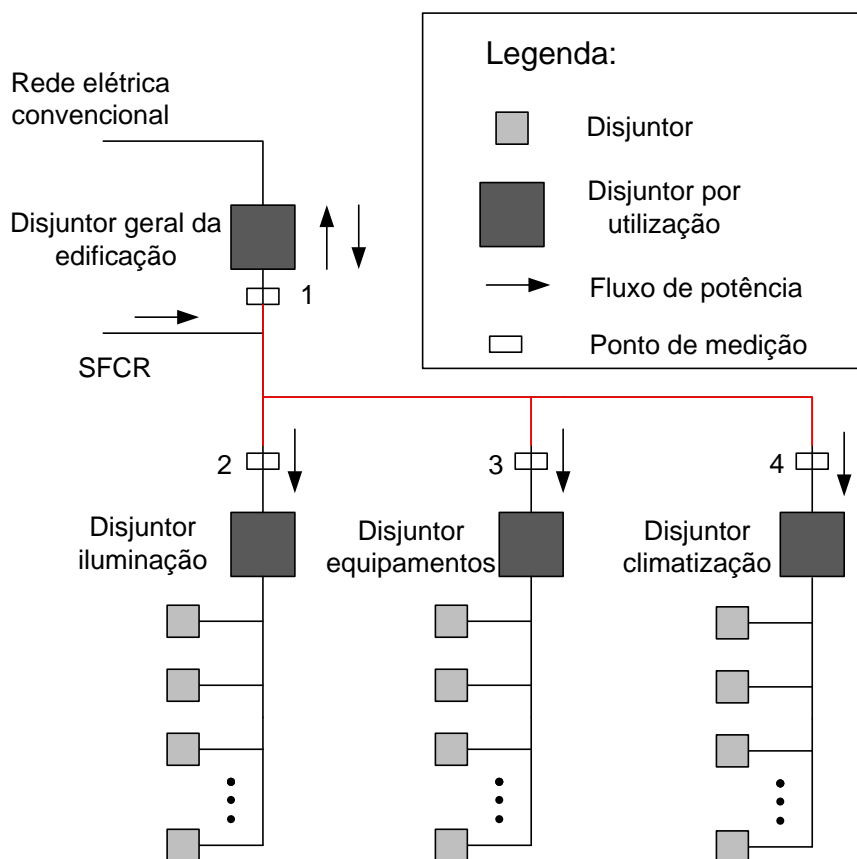 Legenda:
Rede elétrica
convencional
Disjuntor
Disjuntor por
utilização
Disjuntor geral da
edificação
Fluxo de potência
1
Ponto de medição
SFCR
2
3
4
Disjuntor
iluminação
Disjuntor
equipamentos
Disjuntor
climatização